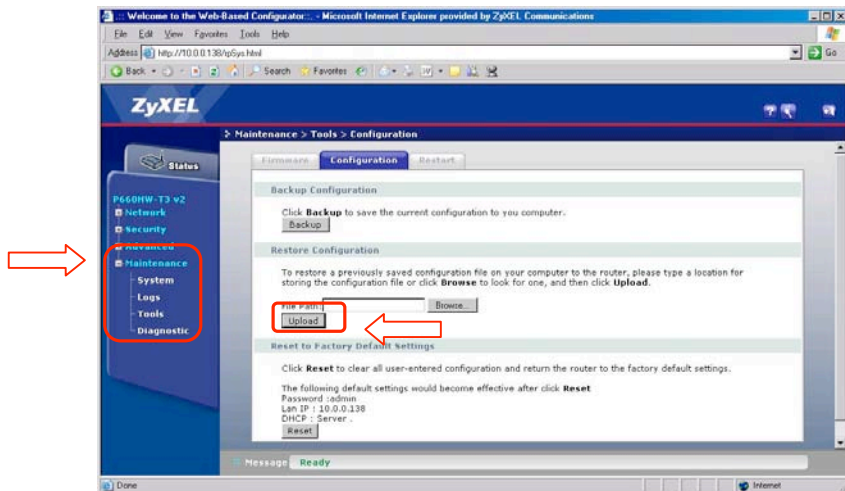 .:: Welcome to the Web-Based Configurator::. - Microsoft Internet Explorer provided by ZyXEL Communications
File Edit View Favorites Tools Help
Address http://10.0.0.138/rpSys.html
Go
Back Search Favorites
ZyXEL
Maintenance > Tools > Configuration
Status
P660HW-T3 v2
Network
Security
Advanced
Maintenance
System
Logs
Tools
Diagnostic
Firmware Configuration Restart
Backup Configuration
Click Backup to save the current configuration to you computer.
Backup
Restore Configuration
To restore a previously saved configuration file on your computer to the router, please type a location for
storing the configuration file or click Browse to look for one, and then click Upload.
File Path: Browse...
Upload
Reset to Factory Default Settings
Click Reset to clear all user-entered configuration and return the router to the factory default settings.
The following default settings would become effective after click Reset
Password :admin
Lan IP : 10.0.0.138
DHCP : Server .
Reset
Message Ready
Done
Internet